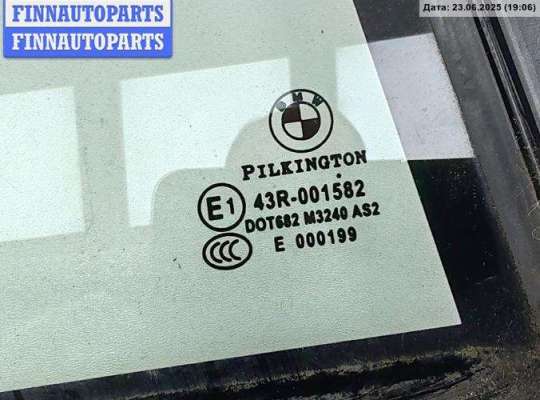 FINNAUTOPARTS
FINNAUTOPARTS
Дата: 23.06.2025 (19:06)
BMW
PILKINGTON
E1 43R-001582
DOT682 M3240 AS2
CCC E 000199